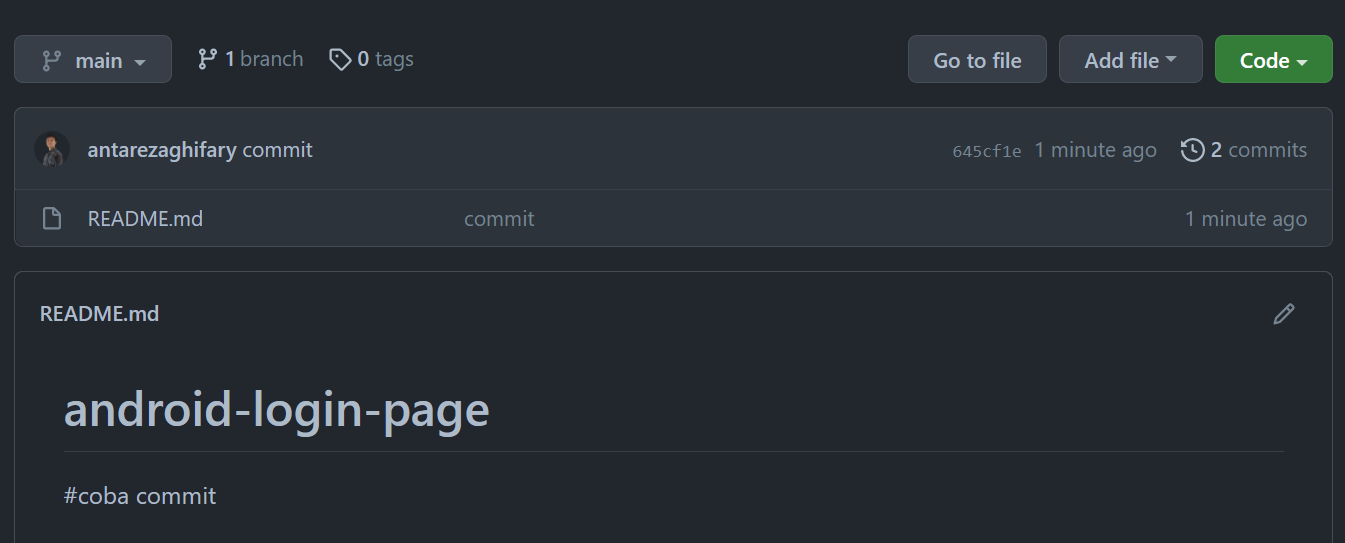 main 1 branch 0 tags Go to file Add file Code
antarezaghifary commit 645cf1e 1 minute ago 2 commits
README.md commit 1 minute ago
README.md
android-login-page
#coba commit